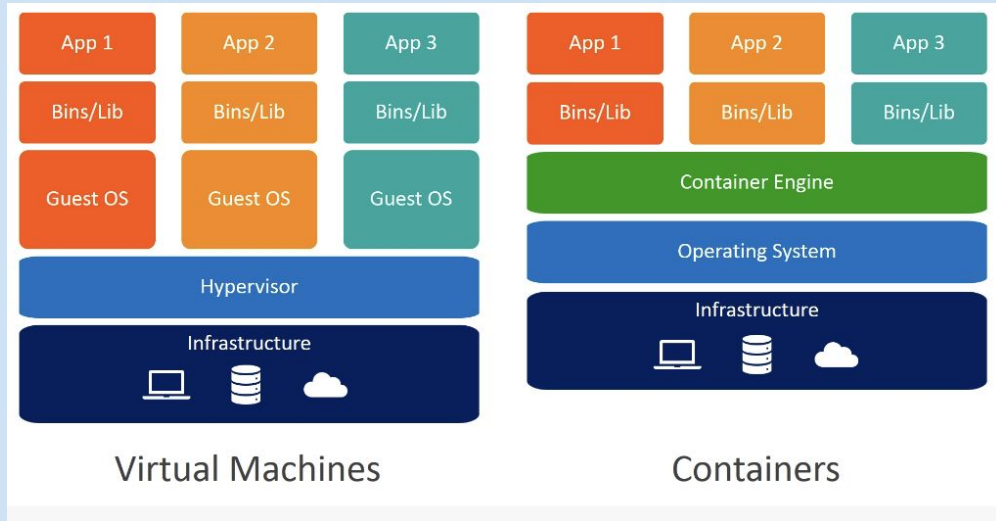 App 1
App 2
App 3
Bins/Lib
Bins/Lib
Bins/Lib
Guest OS
Guest OS
Guest OS
Hypervisor
Infrastructure
Virtual Machines
App 1
App 2
App 3
Bins/Lib
Bins/Lib
Bins/Lib
Container Engine
Operating System
Infrastructure
Containers